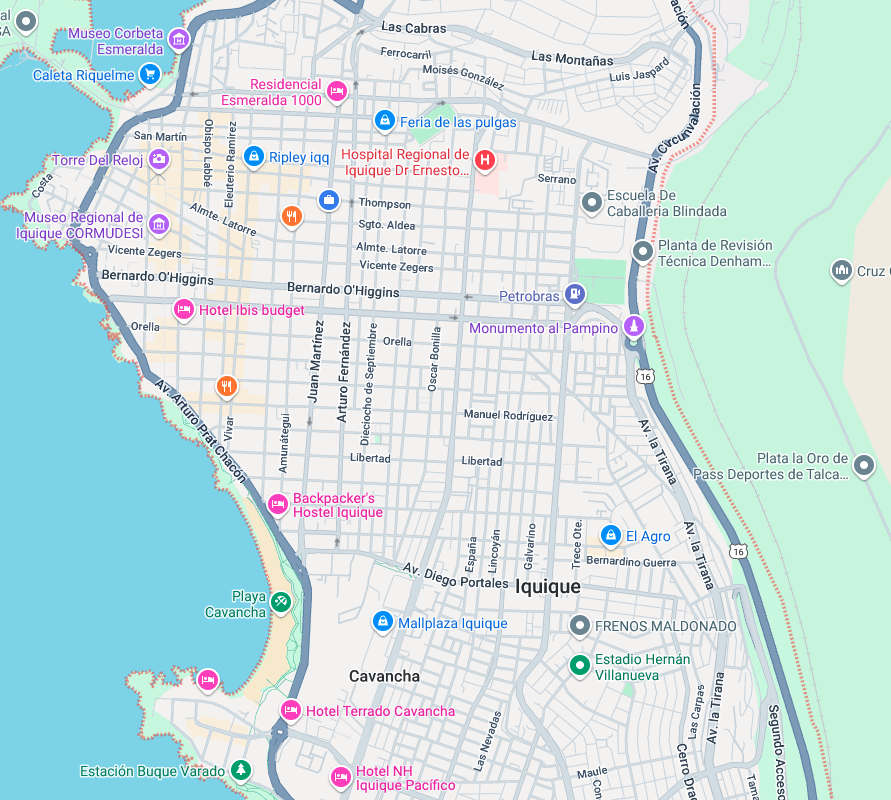 al
SA
Museo Corbeta
Esmeralda
Caleta Riquelme
Las Cabras
ación
Ferrocarril
Las Montañas
Moisés González
Luis Jaspard
Residencial
Esmeralda 1000
Feria de las pulgas
Av. Circunvalación
San Martín
Obispo Labbé
Eleuterio Ramírez
Torre Del Reloj
Ripley iqq
Hospital Regional de
Iquique Dr Ernesto...
Serrano
Costa
Escuela De
Caballeria Blindada
Thompson
Museo Regional de
Iquique CORMUDESI
Almte. Latorre
Sgto. Aldea
Planta de Revisión
Técnica Denham...
Vicente Zegers
Almte. Latorre
Vicente Zegers
Cruz
Bernardo O'Higgins
Bernardo O'Higgins
Petrobras
Hotel Ibis budget
Monumento al Pampino
Orella
Juan Martínez
Arturo Fernández
Dieciocho de Septiembre
Orella
Oscar Bonilla
16
Av. Arturo Prat Chacón
Vivar
Amunátegui
Manuel Rodríguez
Av. la Tirana
Libertad
Libertad
Plata la Oro de
Pass Deportes de Talca...
Backpacker's
Hostel Iquique
España
Lincoyán
Galvarino
Trece Ote.
El Agro
Av. la Tirana
16
Bernardino Guerra
Av. Diego Portales
Iquique
Playa
Cavancha
Mallplaza Iquique
FRENOS MALDONADO
Estadio Hernán
Villanueva
Cavancha
Las Carpas
Av. la Tirana
Hotel Terrado Cavancha
Las Nevadas
Segundo Acceso
Estación Buque Varado
Hotel NH
Iquique Pacífico
Maule
Con
Cerro Drag
Tama